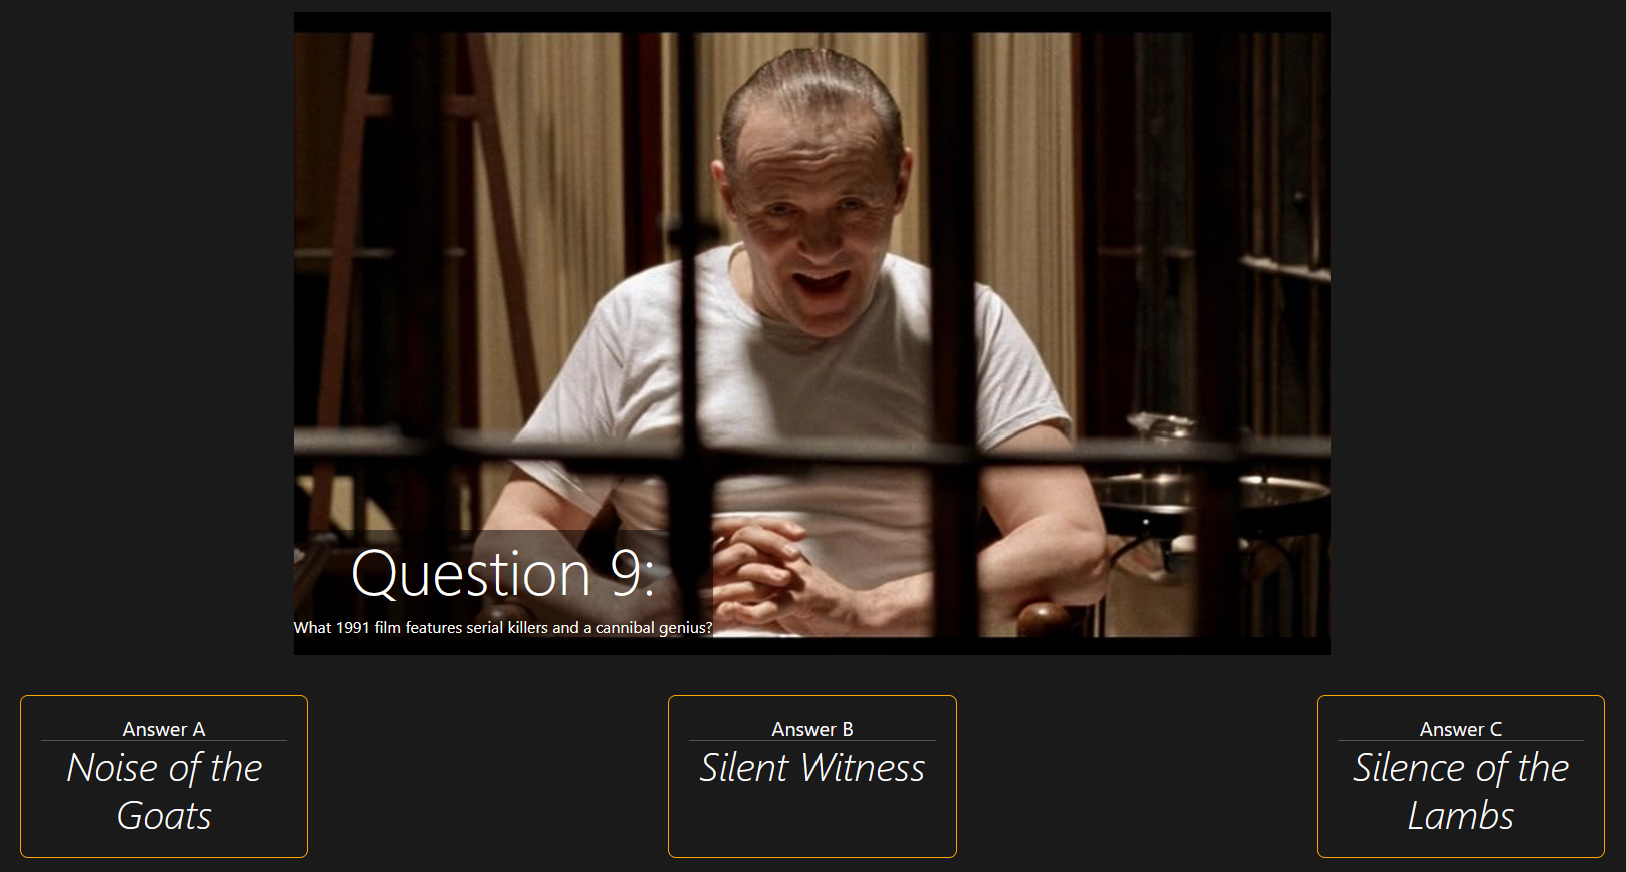 Question 9:
What 1991 film features serial killers and a cannibal genius?
Answer A
Noise of the
Goats
Answer B
Silent Witness
Answer C
Silence of the
Lambs